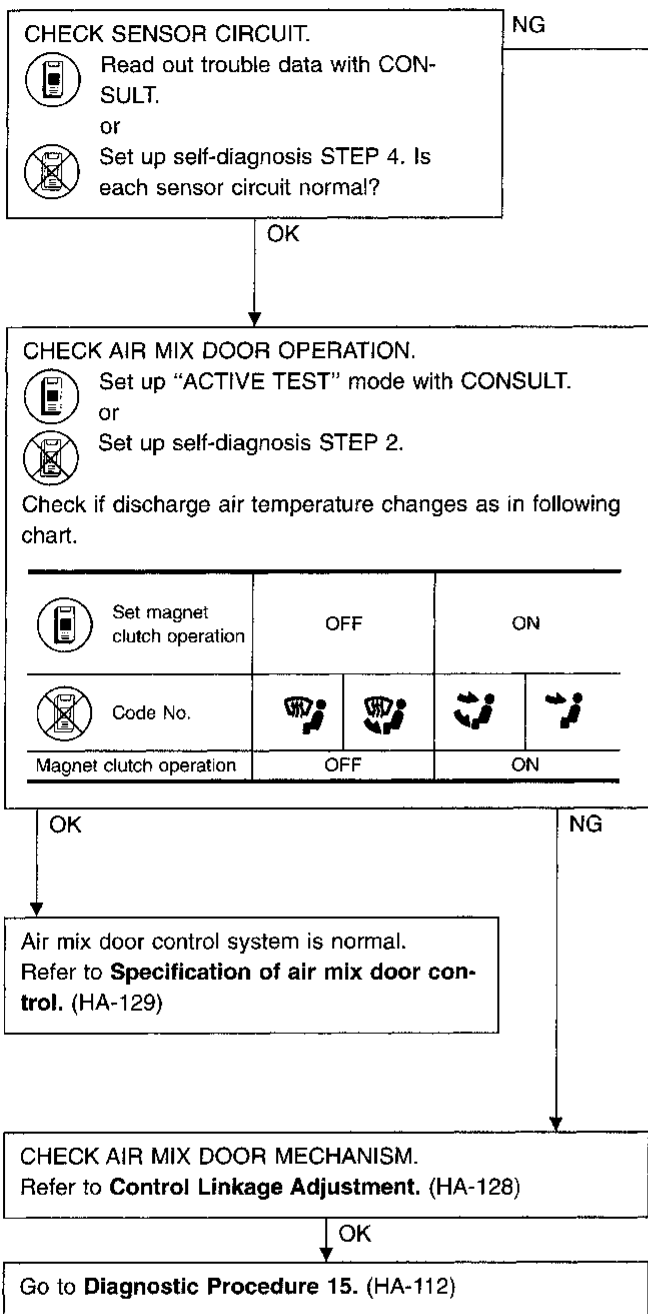 CHECK SENSOR CIRCUIT.
Read out trouble data with CON-
SULT.
or
Set up self-diagnosis STEP 4. Is
each sensor circuit normal?
NG
OK
CHECK AIR MIX DOOR OPERATION.
Set up “ACTIVE TEST” mode with CONSULT.
or
Set up self-diagnosis STEP 2.
Check if discharge air temperature changes as in following
chart.
Set magnet
clutch operation
OFF
ON
Code No.
Magnet clutch operation
OFF
ON
OK
NG
Air mix door control system is normal.
Refer to Specification of air mix door con-
trol. (HA-129)
CHECK AIR MIX DOOR MECHANISM.
Refer to Control Linkage Adjustment. (HA-128)
OK
Go to Diagnostic Procedure 15. (HA-112)